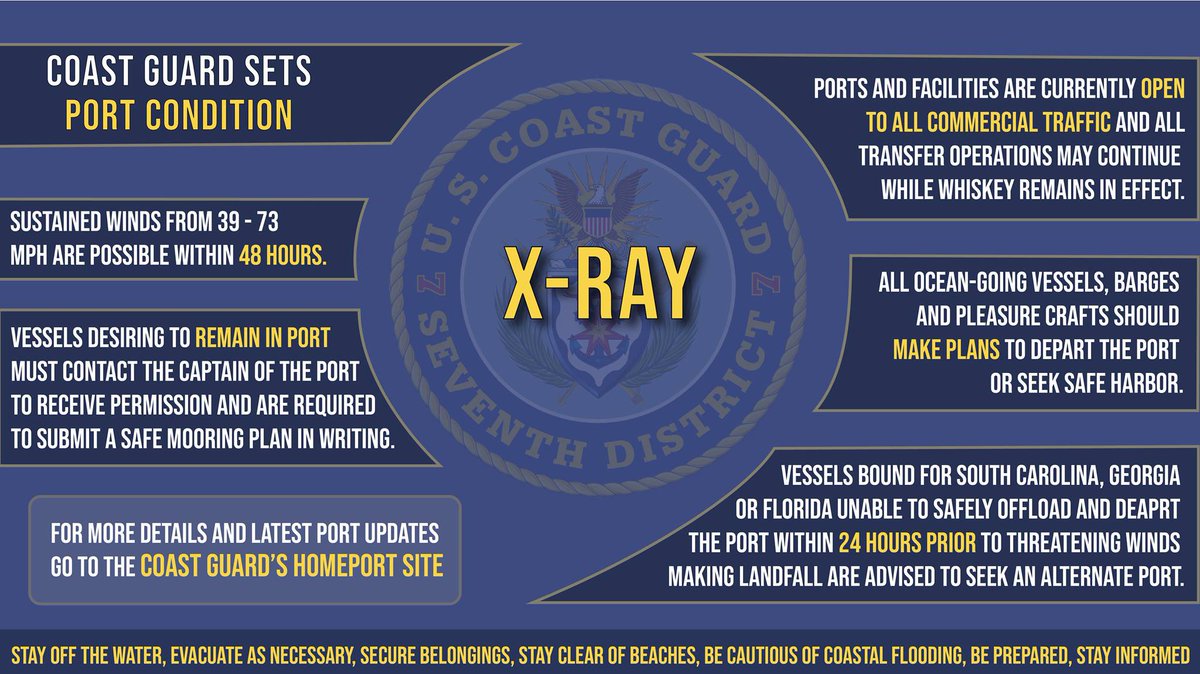 COAST GUARD SETS
PORT CONDITION
SUSTAINED WINDS FROM 39 - 73
MPH ARE POSSIBLE WITHIN 48 HOURS.
VESSELS DESIRING TO REMAIN IN PORT
MUST CONTACT THE CAPTAIN OF THE PORT
TO RECEIVE PERMISSION AND ARE REQUIRED
TO SUBMIT A SAFE MOORING PLAN IN WRITING.
FOR MORE DETAILS AND LATEST PORT UPDATES
GO TO THE COAST GUARD'S HOMEPORT SITE
U. S. COAST GUARD
7 7
SEVENTH DISTRICT
X-RAY
PORTS AND FACILITIES ARE CURRENTLY OPEN
TO ALL COMMERCIAL TRAFFIC AND ALL
TRANSFER OPERATIONS MAY CONTINUE
WHILE WHISKEY REMAINS IN EFFECT.
ALL OCEAN-GOING VESSELS, BARGES
AND PLEASURE CRAFTS SHOULD
MAKE PLANS TO DEPART THE PORT
OR SEEK SAFE HARBOR.
VESSELS BOUND FOR SOUTH CAROLINA, GEORGIA
OR FLORIDA UNABLE TO SAFELY OFFLOAD AND DEAPRT
THE PORT WITHIN 24 HOURS PRIOR TO THREATENING WINDS
MAKING LANDFALL ARE ADVISED TO SEEK AN ALTERNATE PORT.
STAY OFF THE WATER, EVACUATE AS NECESSARY, SECURE BELONGINGS, STAY CLEAR OF BEACHES, BE CAUTIOUS OF COASTAL FLOODING, BE PREPARED, STAY INFORMED